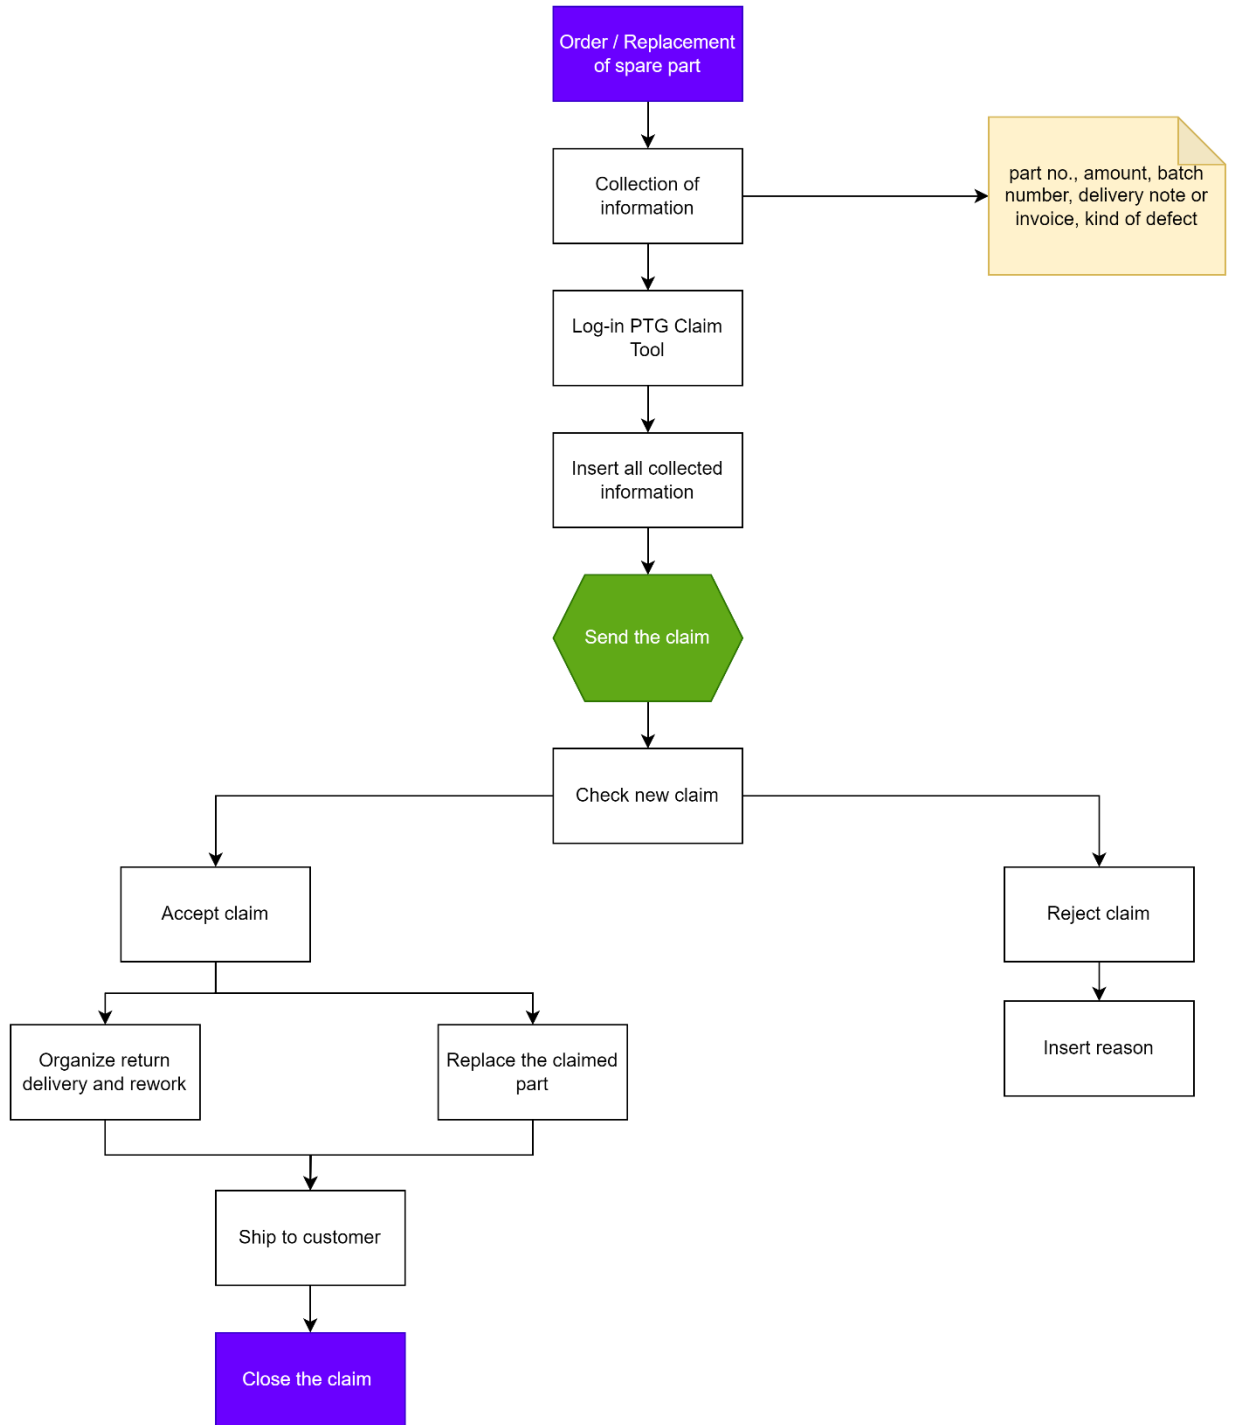 Order / Replacement
of spare part
Collection of
information
part no., amount, batch
number, delivery note or
invoice, kind of defect
Log-in PTG Claim
Tool
Insert all collected
information
Send the claim
Check new claim
Accept claim
Reject claim
Organize return
delivery and rework
Replace the claimed
part
Insert reason
Ship to customer
Close the claim